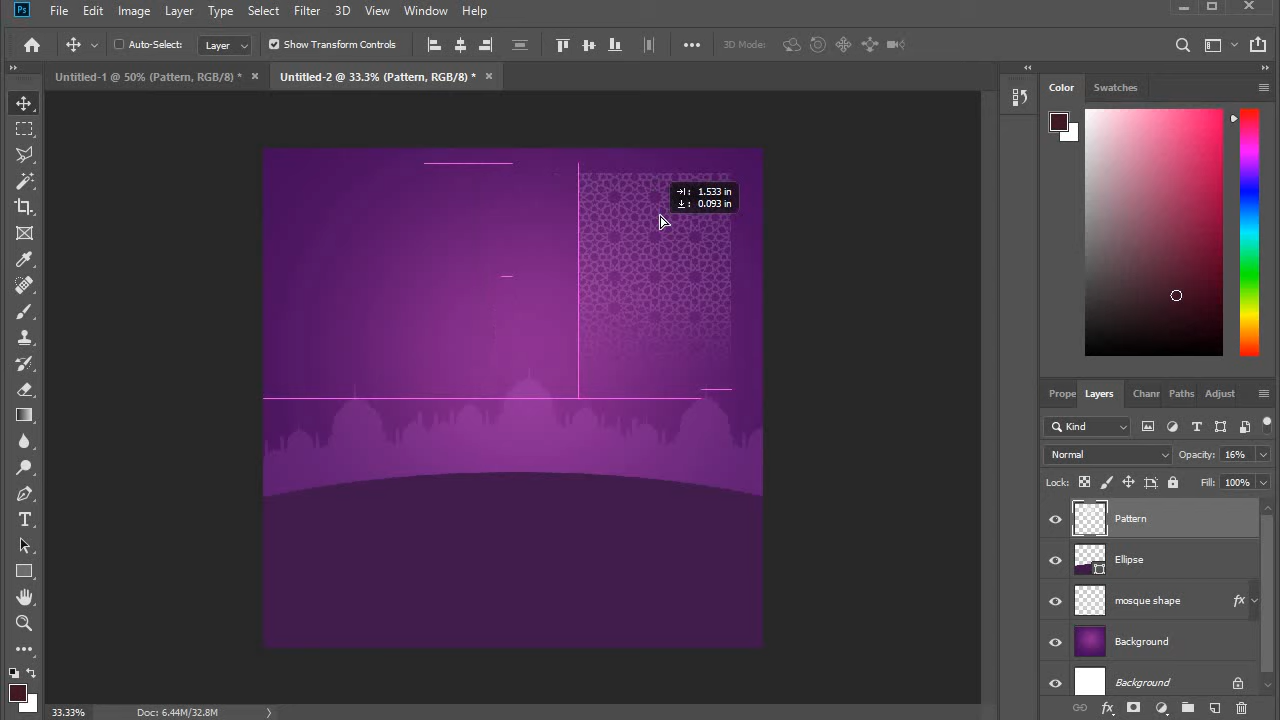 Ps File Edit Image Layer Type Select Filter 3D View Window Help
Auto-Select: Layer Show Transform Controls 3D Mode:
Untitled-1 @ 50% (Pattern, RGB/8) * Untitled-2 @ 33.3% (Pattern, RGB/8) *
Color Swatches
1.533 in
0.093 in
Prope Layers Chann Paths Adjust
Kind
Normal Opacity: 16%
Lock: Fill: 100%
Pattern
Ellipse
mosque shape fx
Background
Background
33.33% Doc: 6.44M/32.8M
fx